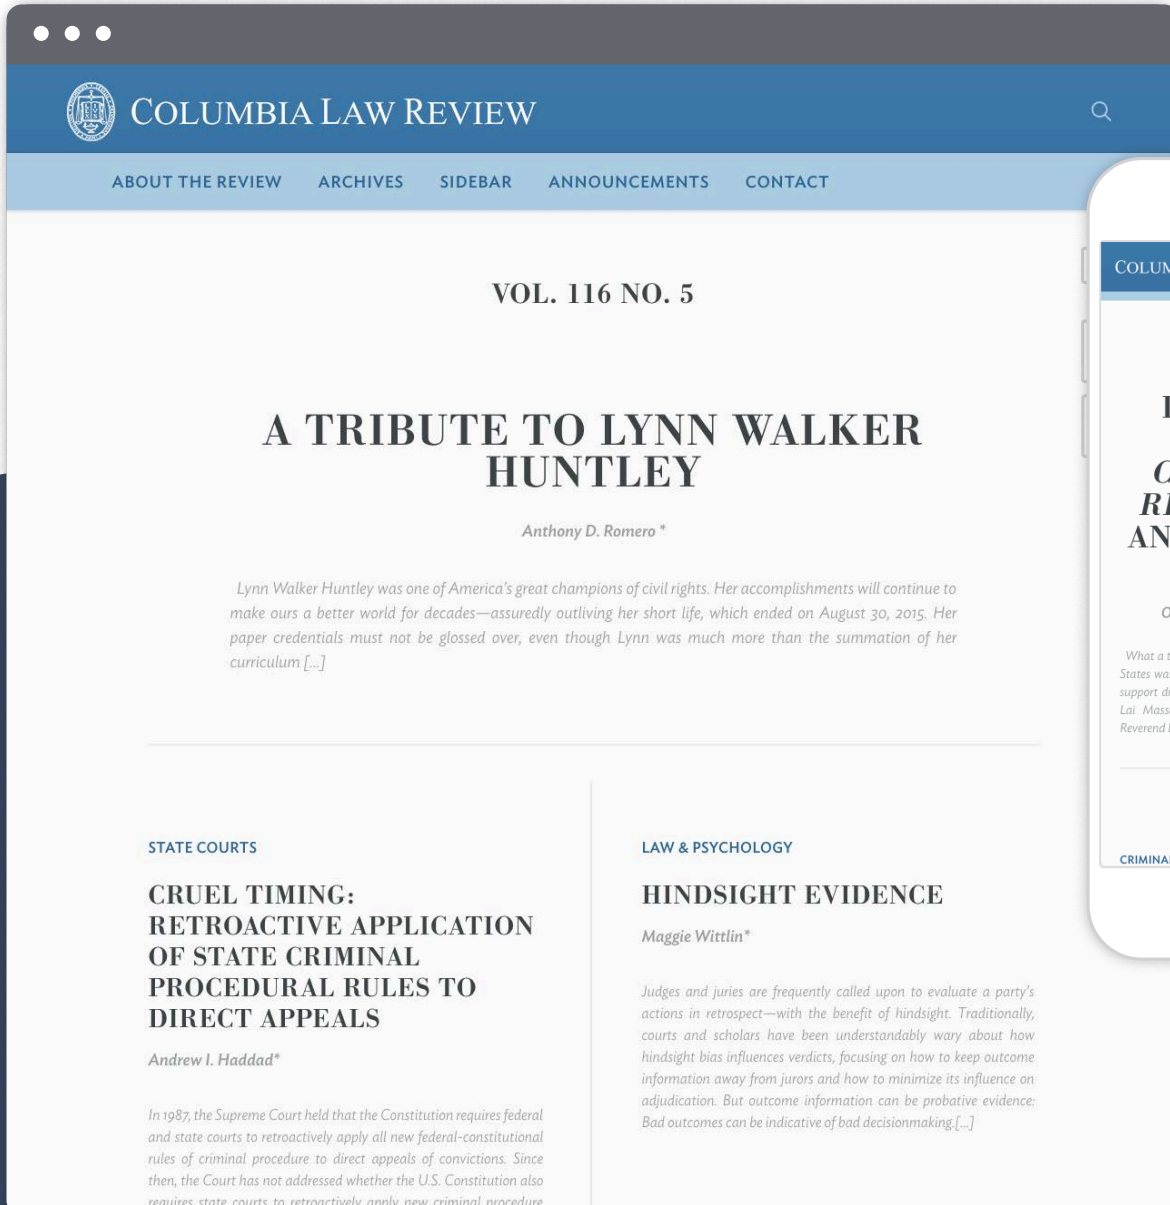 COLUMBIA LAW REVIEW
ABOUT THE REVIEW ARCHIVES SIDEBAR ANNOUNCEMENTS CONTACT
VOL. 116 NO. 5
A TRIBUTE TO LYNN WALKER
HUNTLEY
Anthony D. Romero *
Lynn Walker Huntley was one of America's great champions of civil rights. Her accomplishments will continue to
make ours a better world for decades—assuredly outliving her short life, which ended on August 30, 2015. Her
paper credentials must not be glossed over, even though Lynn was much more than the summation of her
curriculum [...]
STATE COURTS
CRUEL TIMING:
RETROACTIVE APPLICATION
OF STATE CRIMINAL
PROCEDURAL RULES TO
DIRECT APPEALS
Andrew I. Haddad*
In 1987, the Supreme Court held that the Constitution requires federal
and state courts to retroactively apply all new federal-constitutional
rules of criminal procedure to direct appeals of convictions. Since
then, the Court has not addressed whether the U.S. Constitution also
requires state courts to retroactively apply new criminal procedure
LAW & PSYCHOLOGY
HINDSIGHT EVIDENCE
Maggie Wittlin*
Judges and juries are frequently called upon to evaluate a party's
actions in retrospect—with the benefit of hindsight. Traditionally,
courts and scholars have been understandably wary about how
hindsight bias influences verdicts, focusing on how to keep outcome
information away from jurors and how to minimize its influence on
adjudication. But outcome information can be probative evidence:
Bad outcomes can be indicative of bad decisionmaking.[...]
What a
States
support
Lai
Reverend